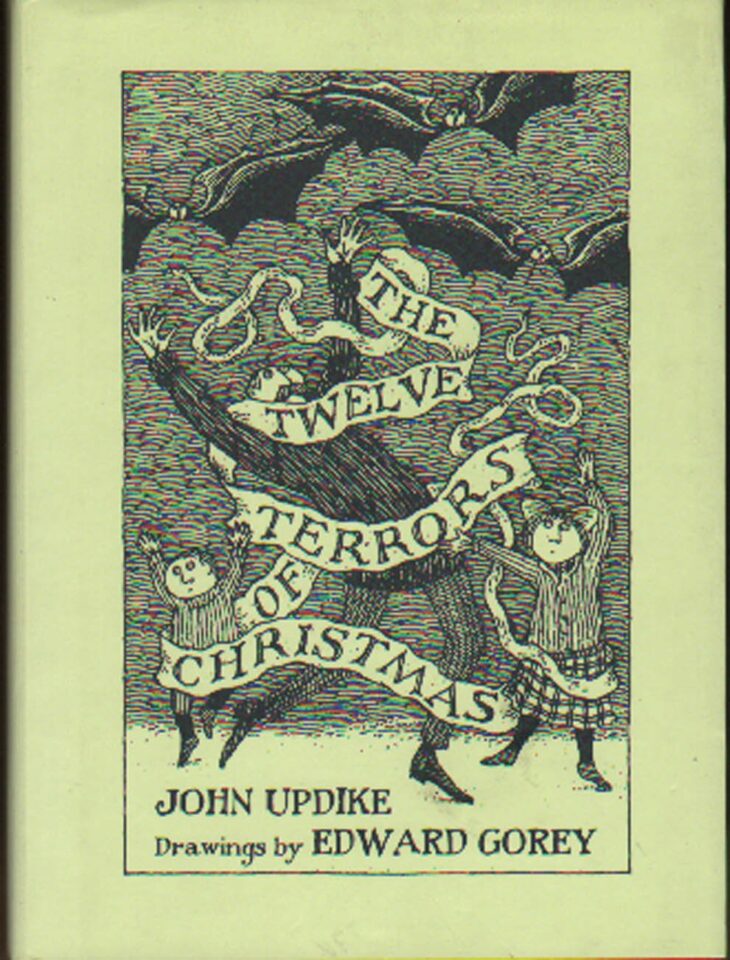 THE
TWELVE
TERRORS
OF
CHRISTMAS
JOHN UPDIKE
Drawings by EDWARD GOREY